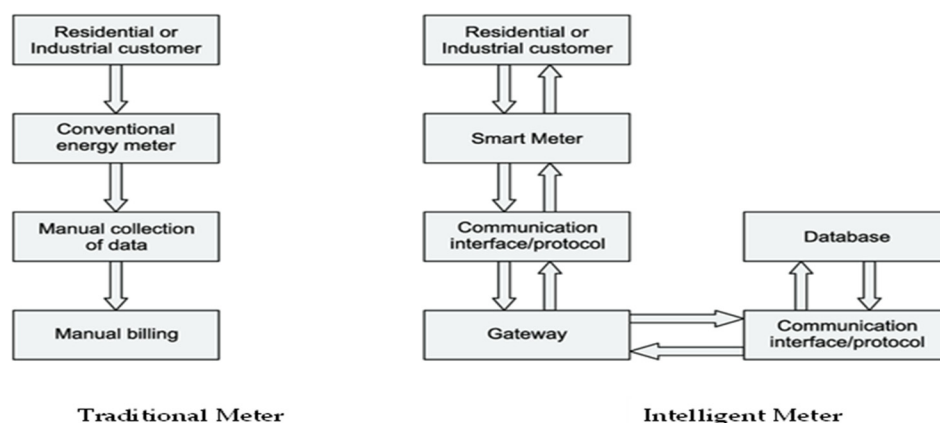 Residential or
Industrial customer
Conventional
energy meter
Manual collection
of data
Manual billing
Traditional Meter
Residential or
Industrial customer
Smart Meter
Communication
interface/protocol
Gateway
Database
Communication
interface/protocol
Intelligent Meter